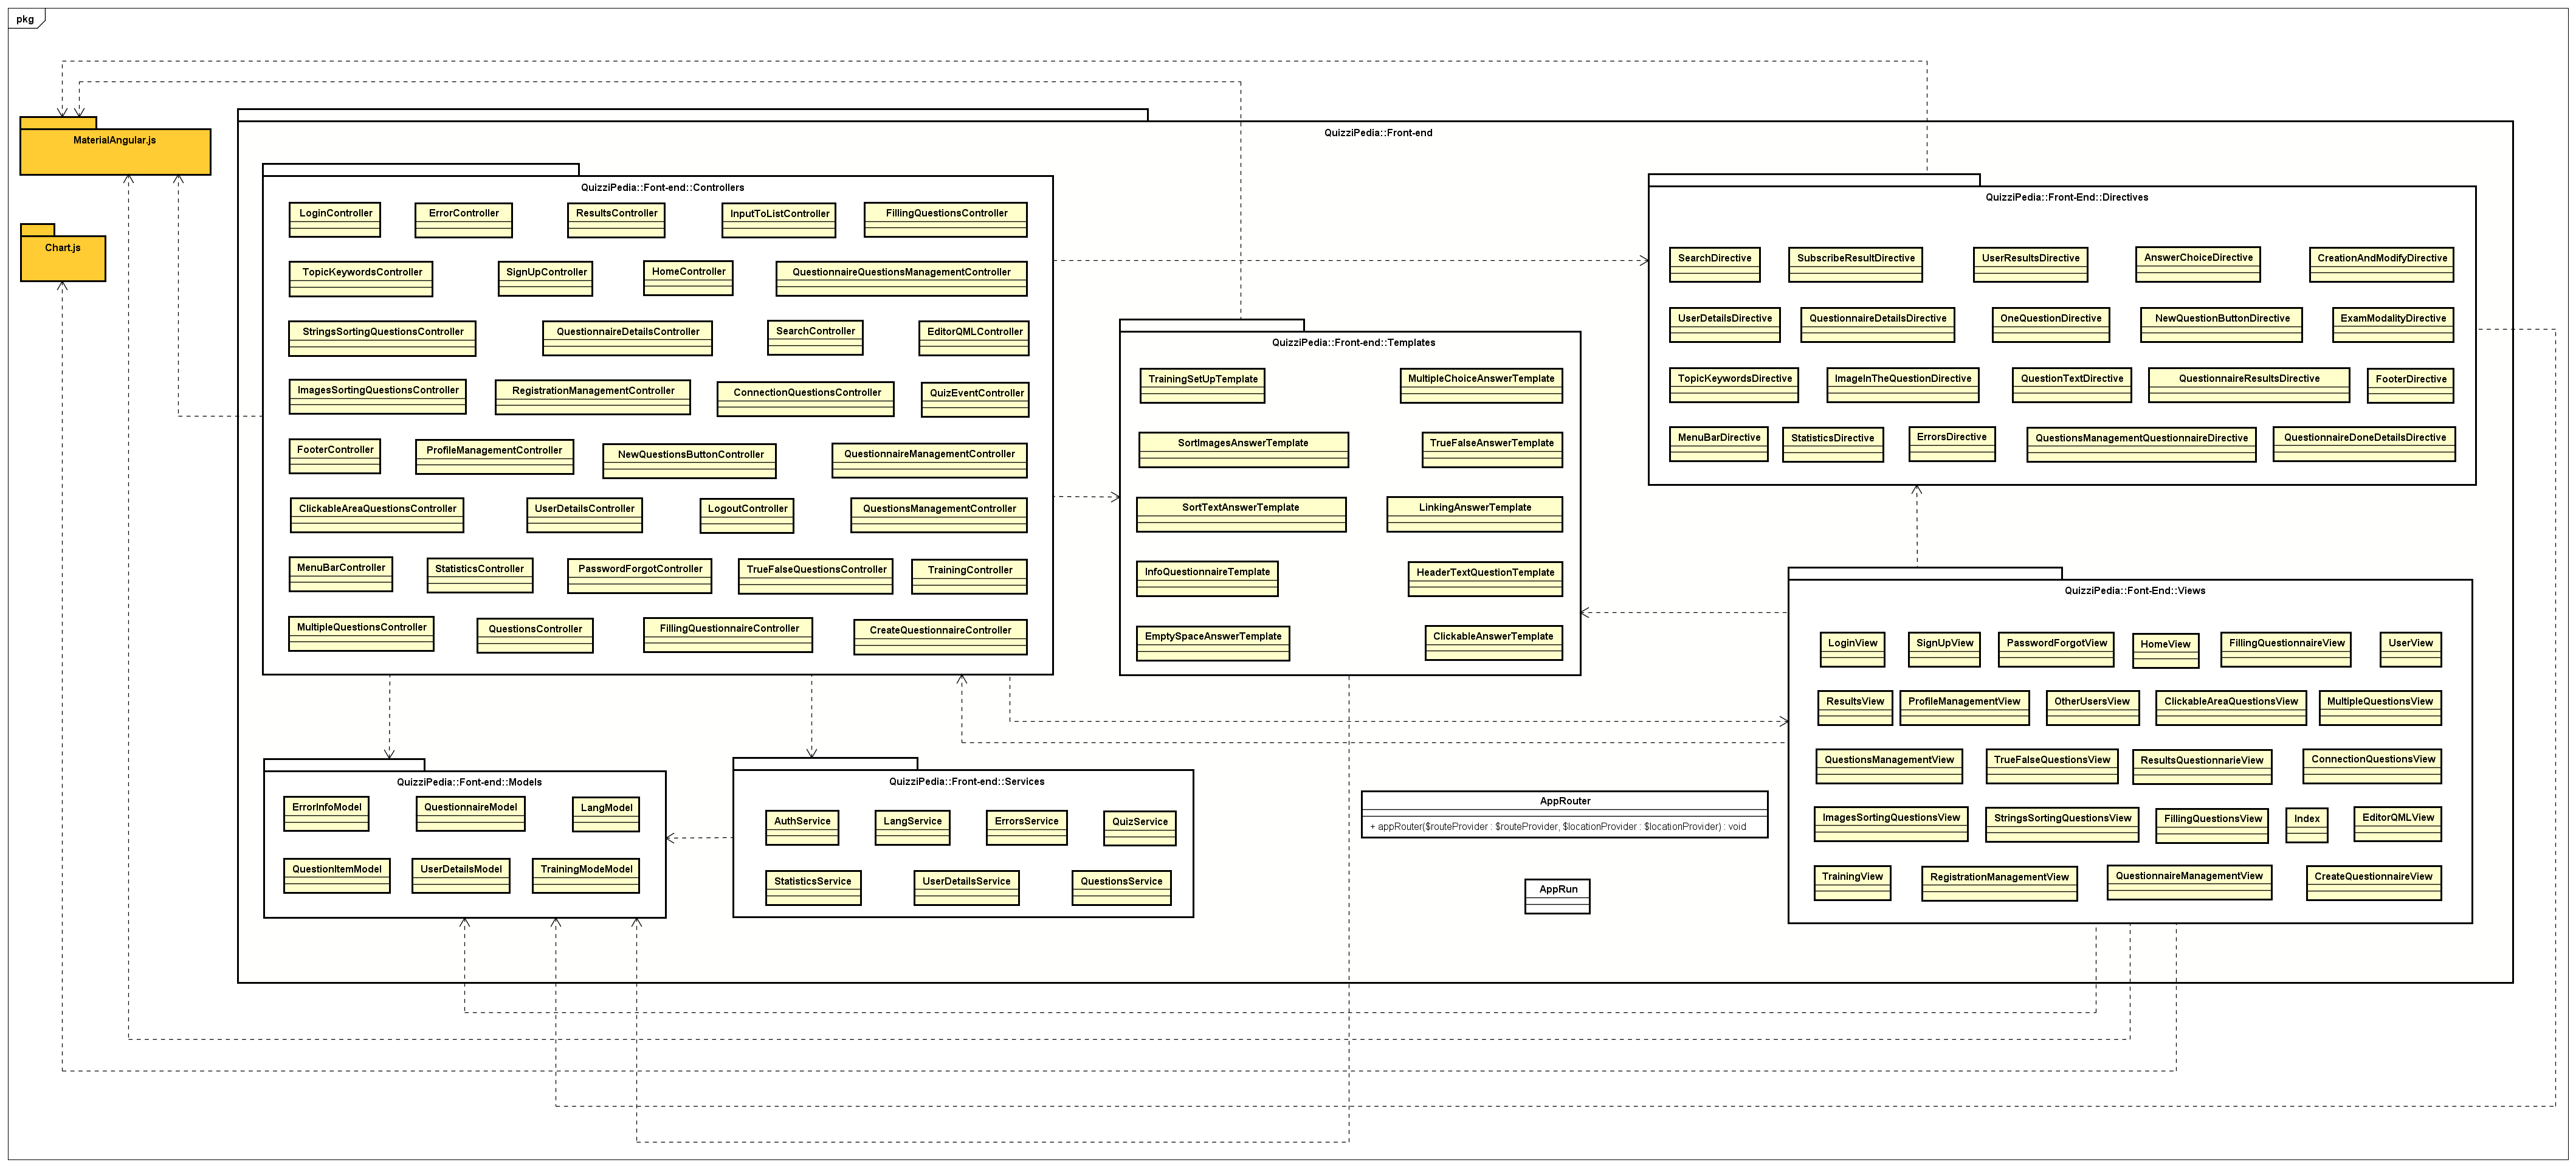 pkg
MaterialAngular.js
Chart.js
QuizziPedia::Front-end
QuizziPedia::Font-end::Controllers
LoginController
ErrorController
ResultsController
InputToListController
FillingQuestionsController
TopicKeywordsController
SignUpController
HomeController
QuestionnaireQuestionsManagementController
StringsSortingQuestionsController
QuestionnaireDetailsController
SearchController
EditorQMLController
ImagesSortingQuestionsController
RegistrationManagementController
ConnectionQuestionsController
QuizEventController
FooterController
ProfileManagementController
NewQuestionsButtonController
QuestionnaireManagementController
ClickableAreaQuestionsController
UserDetailsController
LogoutController
QuestionsManagementController
MenuBarController
StatisticsController
PasswordForgotController
TrueFalseQuestionsController
TrainingController
MultipleQuestionsController
QuestionsController
FillingQuestionnaireController
CreateQuestionnaireController
QuizziPedia::Front-end::Templates
TrainingSetUpTemplate
MultipleChoiceAnswerTemplate
SortImagesAnswerTemplate
TrueFalseAnswerTemplate
SortTextAnswerTemplate
LinkingAnswerTemplate
InfoQuestionnaireTemplate
HeaderTextQuestionTemplate
EmptySpaceAnswerTemplate
ClickableAnswerTemplate
QuizziPedia::Front-End::Directives
SearchDirective
SubscribeResultDirective
UserResultsDirective
AnswerChoiceDirective
CreationAndModifyDirective
UserDetailsDirective
QuestionnaireDetailsDirective
OneQuestionDirective
NewQuestionButtonDirective
ExamModalityDirective
TopicKeywordsDirective
ImageInTheQuestionDirective
QuestionTextDirective
QuestionnaireResultsDirective
FooterDirective
MenuBarDirective
StatisticsDirective
ErrorsDirective
QuestionsManagementQuestionnaireDirective
QuestionnaireDoneDetailsDirective
QuizziPedia::Font-End::Views
LoginView
SignUpView
PasswordForgotView
HomeView
FillingQuestionnaireView
UserView
ResultsView
ProfileManagementView
OtherUsersView
ClickableAreaQuestionsView
MultipleQuestionsView
QuestionsManagementView
TrueFalseQuestionsView
ResultsQuestionnarieView
ConnectionQuestionsView
ImagesSortingQuestionsView
StringsSortingQuestionsView
FillingQuestionsView
Index
EditorQMLView
TrainingView
RegistrationManagementView
QuestionnaireManagementView
CreateQuestionnaireView
QuizziPedia::Font-end::Models
ErrorInfoModel
QuestionnaireModel
LangModel
QuestionItemModel
UserDetailsModel
TrainingModeModel
QuizziPedia::Front-end::Services
AuthService
LangService
ErrorsService
QuizService
StatisticsService
UserDetailsService
QuestionsService
AppRouter
+ appRouter($routeProvider : $routeProvider, $locationProvider : $locationProvider) : void
AppRun